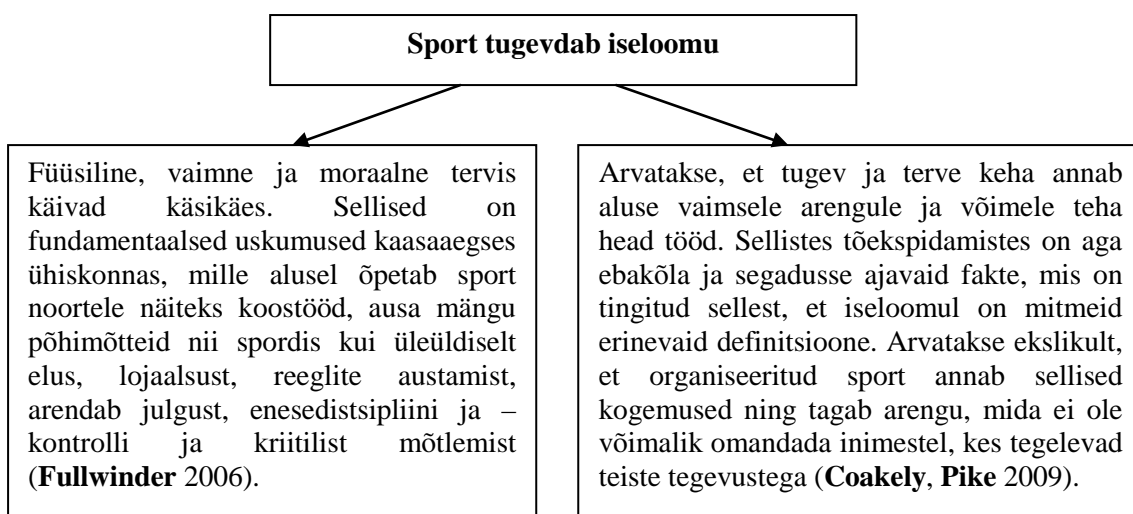 Sport tugevdab iseloomu
Füüsiline, vaimne ja moraalne tervis
käivad käsikäes. Sellised on
fundamentaalsed uskumused kaasaaegses
ühiskonnas, mille alusel õpetab sport
noortele näiteks koostööd, ausa mängu
põhimõtteid nii spordis kui üleüldiselt
elus, lojaalsust, reeglite austamist,
arendab julgust, enesedistsipliini ja –
kontrolli ja kriitilist mõtlemist
(Fullwinder 2006).
Arvatakse, et tugev ja terve keha annab
aluse vaimsele arengule ja võimele teha
head tööd. Sellistes tõekspidamistes on aga
ebakõla ja segadusse ajavaid fakte, mis on
tingitud sellest, et iseloomul on mitmeid
erinevaid definitsioone. Arvatakse ekslikult,
et organiseeritud sport annab sellised
kogemused ning tagab arengu, mida ei ole
võimalik omandada inimestel, kes tegelevad
teiste tegevustega (Coakely, Pike 2009).